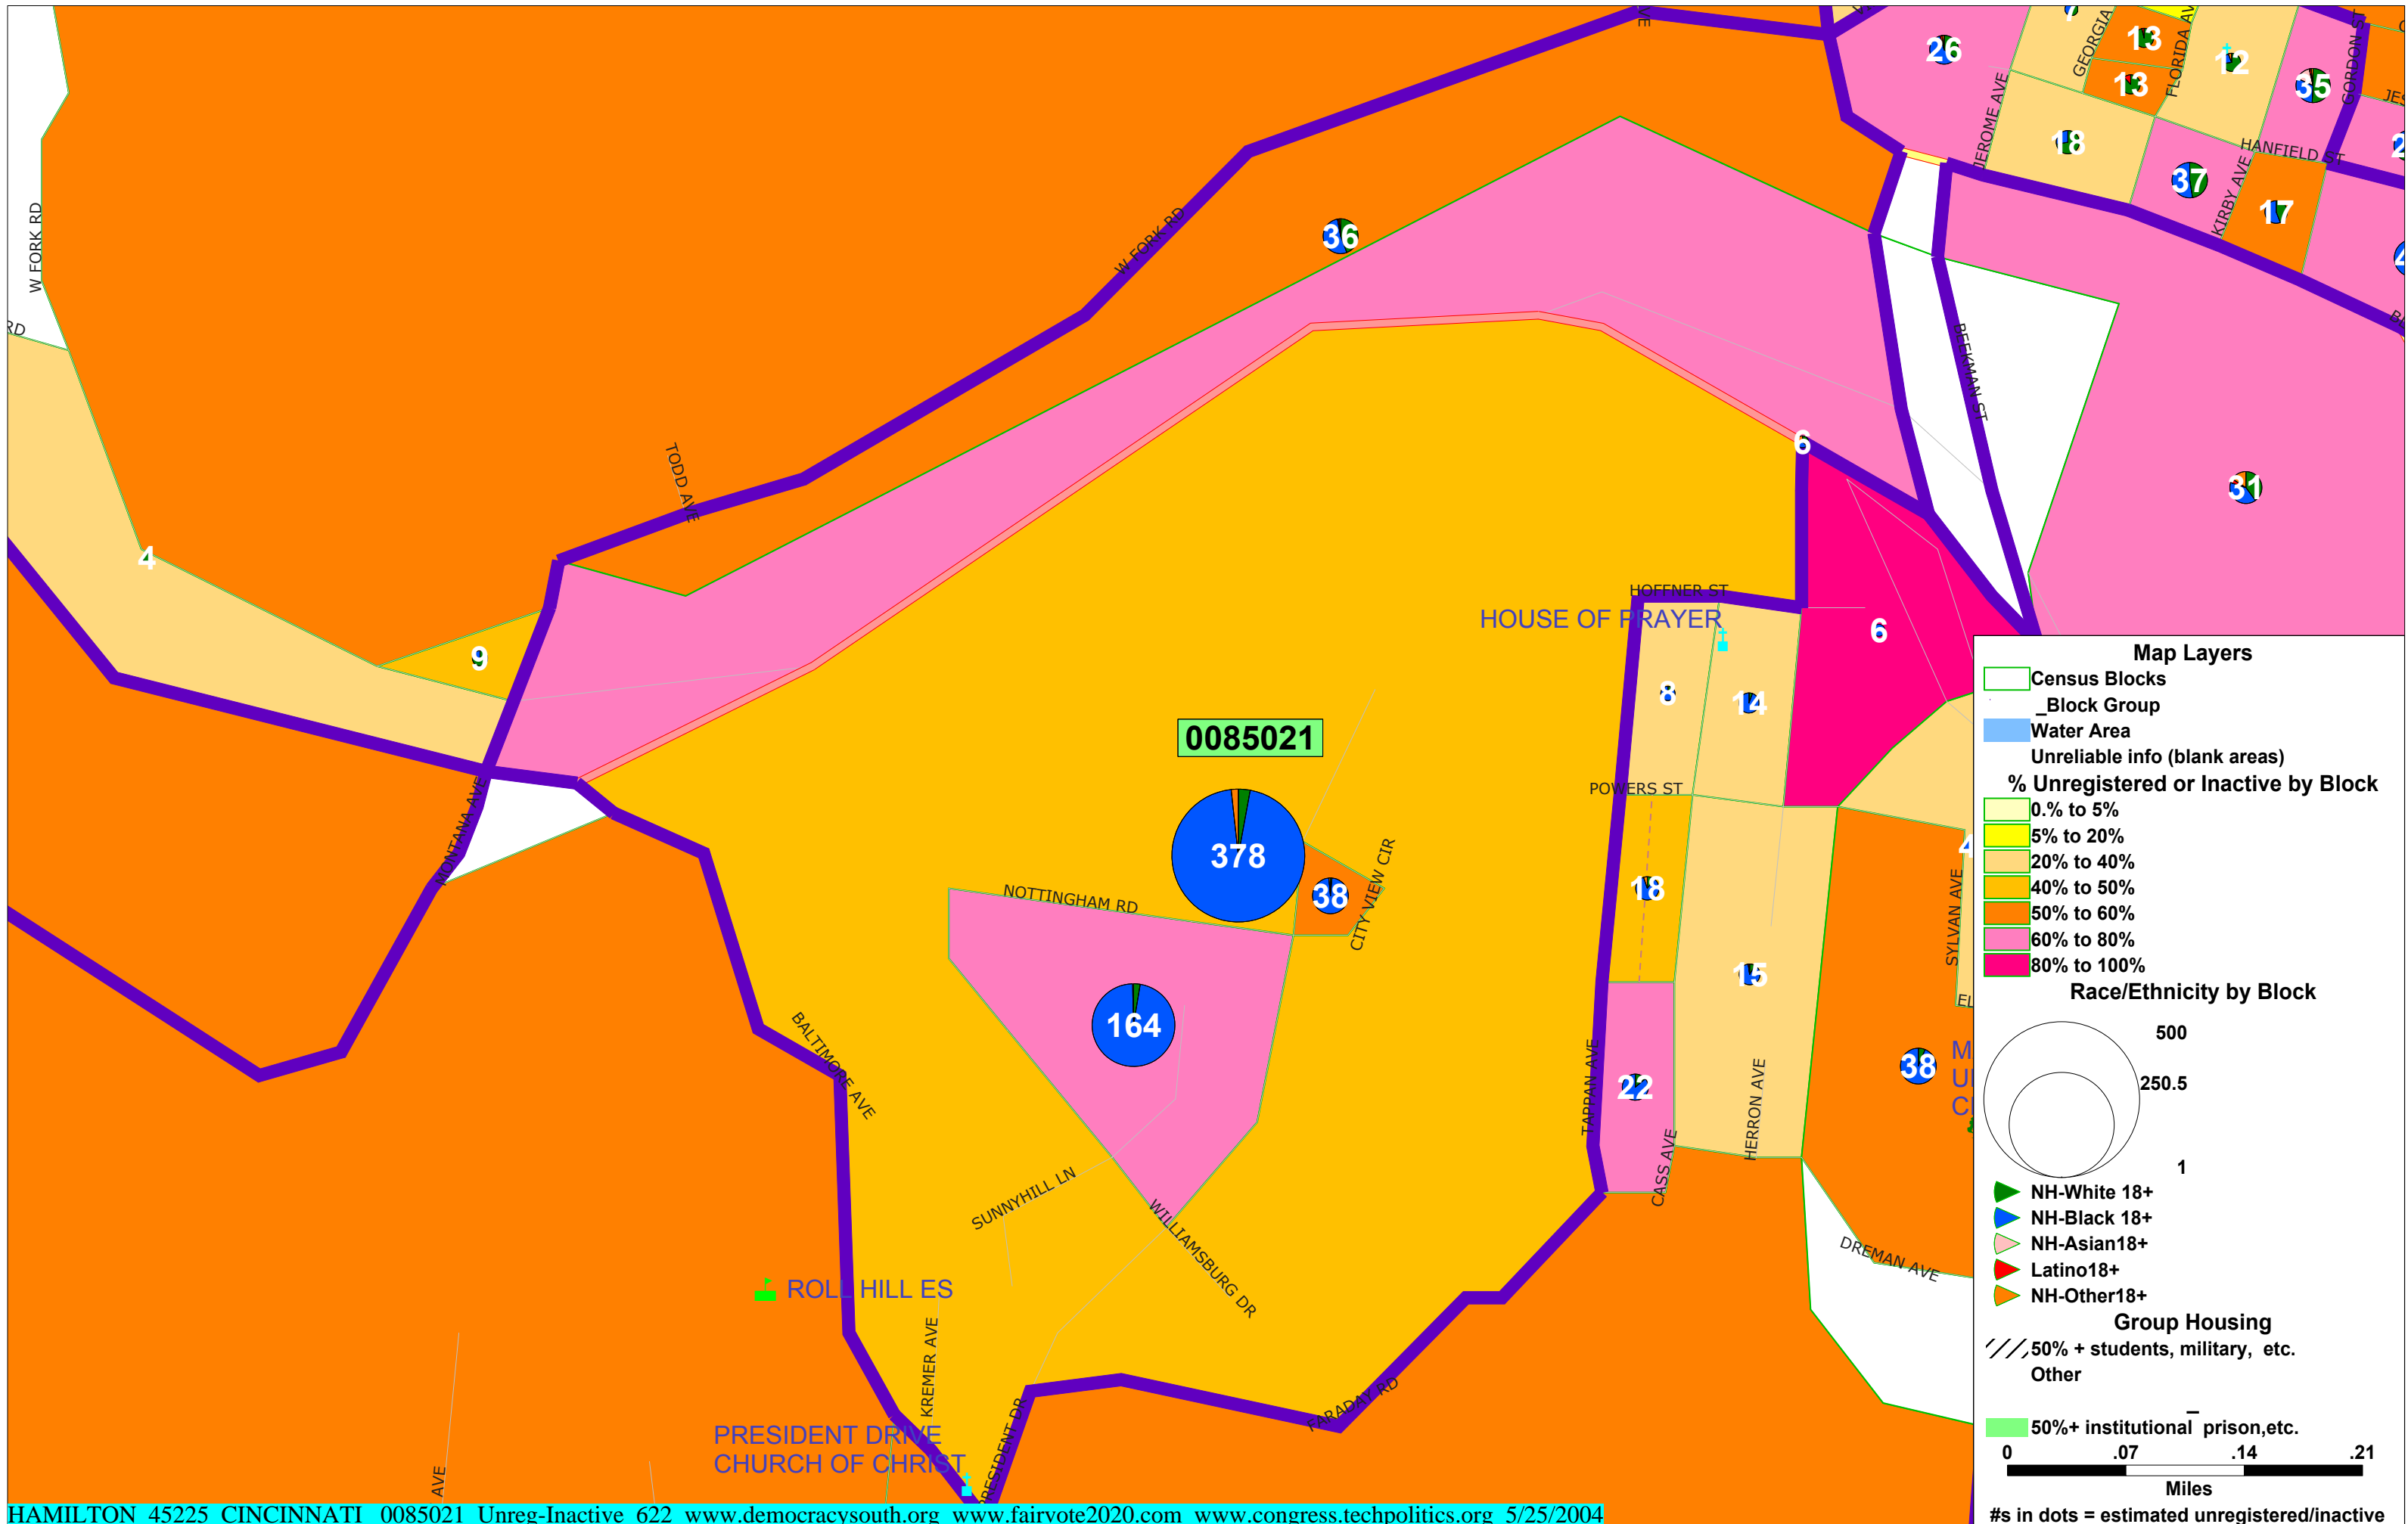 26
13
13
12
35
18
37
17
GEORGIA
FLORIDA AV
GORDON ST
JEROME AVE
HANFIELD ST
KIRBY AVE
W FORK RD
W FORK RD
RD
36
31
BEEKMAN ST
TODD AVE
6
4
9
6
HOFFNER ST
HOUSE OF PRAYER
8
14
0085021
POWERS ST
MONTANA AVE
378
38
18
NOTTINGHAM RD
CITY VIEW CIR
15
SYLVAN AVE
164
BALTIMORE AVE
38
22
TAPPAN AVE
HERRON AVE
CASS AVE
SUNNYHILL LN
WILLIAMSBURG DR
DREMAN AVE
ROLL HILL ES
KREMER AVE
FARADAY RD
PRESIDENT DRIVE
CHURCH OF CHRIST
PRESIDENT DR
AVE
Map Layers
Census Blocks
_Block Group
Water Area
Unreliable info (blank areas)
% Unregistered or Inactive by Block
0.% to 5%
5% to 20%
20% to 40%
40% to 50%
50% to 60%
60% to 80%
80% to 100%
Race/Ethnicity by Block
500
250.5
1
NH-White 18+
NH-Black 18+
NH-Asian18+
Latino18+
NH-Other18+
Group Housing
50% + students, military, etc.
Other
50%+ institutional_prison,etc.
0 .07 .14 .21
Miles
#s in dots = estimated unregistered/inactive
HAMILTON 45225 CINCINNATI 0085021 Unreg-Inactive 622 www.democracysouth.org www.fairvote2020.com www.congress.techpolitics.org 5/25/2004